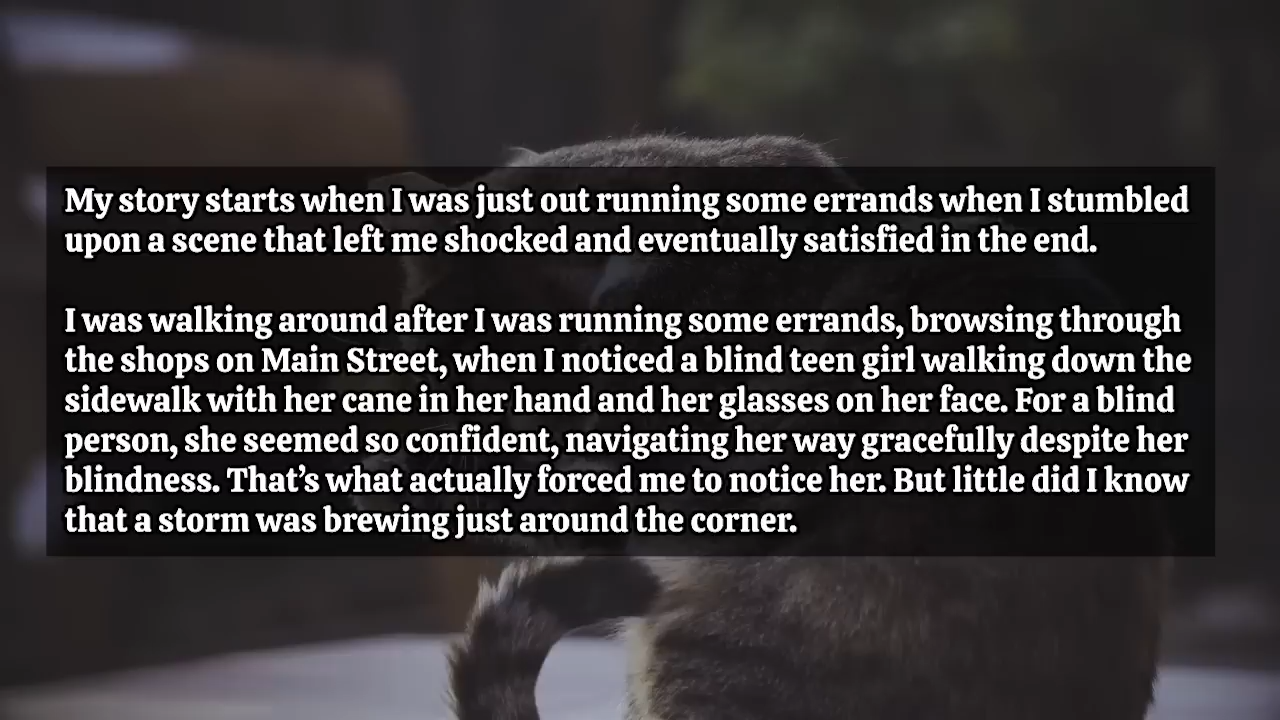 My story starts when I was just out running some errands when I stumbled
upon a scene that left me shocked and eventually satisfied in the end.
I was walking around after I was running some errands, browsing through
the shops on Main Street, when I noticed a blind teen girl walking down the
sidewalk with her cane in her hand and her glasses on her face. For a blind
person, she seemed so confident, navigating her way gracefully despite her
blindness. That’s what actually forced me to notice her. But little did I know
that a storm was brewing just around the corner.